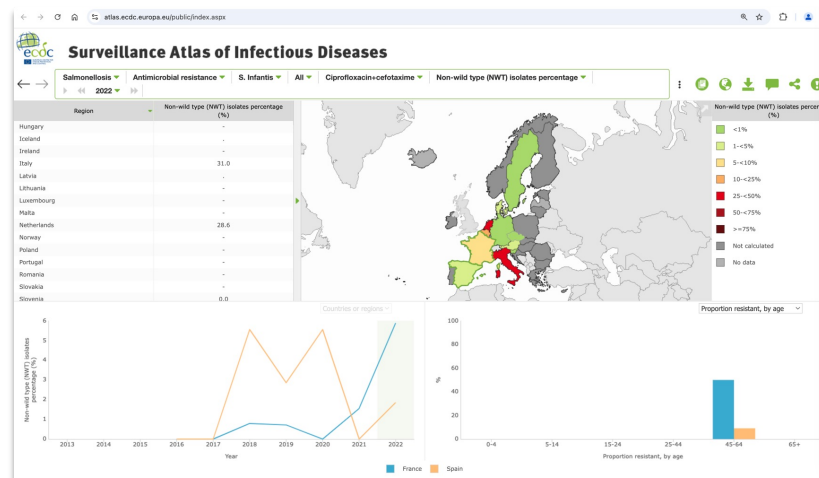 atlas.ecdc.europa.eu/public/index.aspx
ecdc
Surveillance Atlas of Infectious Diseases
Salmonellosis Antimicrobial resistance S. Infantis All Ciprofloxacin+cefotaxime Non-wild type (NWT) isolates percentage
2022
Region Non-wild type (NWT) isolates percentage
(%)
Hungary -
Iceland .
Ireland -
Italy 31.0
Latvia .
Lithuania -
Luxembourg -
Malta -
Netherlands 28.6
Norway -
Poland -
Portugal -
Romania -
Slovakia -
Slovenia 0.0
Non-wild type (NWT) isolates percen
(%)
<1%
1-<5%
5-<10%
10-<25%
25-<50%
50-<75%
>=75%
Not calculated
No data
Countries or regions
Non-wild type (NWT) isolates
percentage (%)
6
5
4
3
2
1
0
2013 2014 2015 2016 2017 2018 2019 2020 2021 2022
Year
Proportion resistant, by age
%
100
80
60
40
20
0
0-4 5-14 15-24 25-44 45-64 65+
Proportion resistant, by age
France Spain